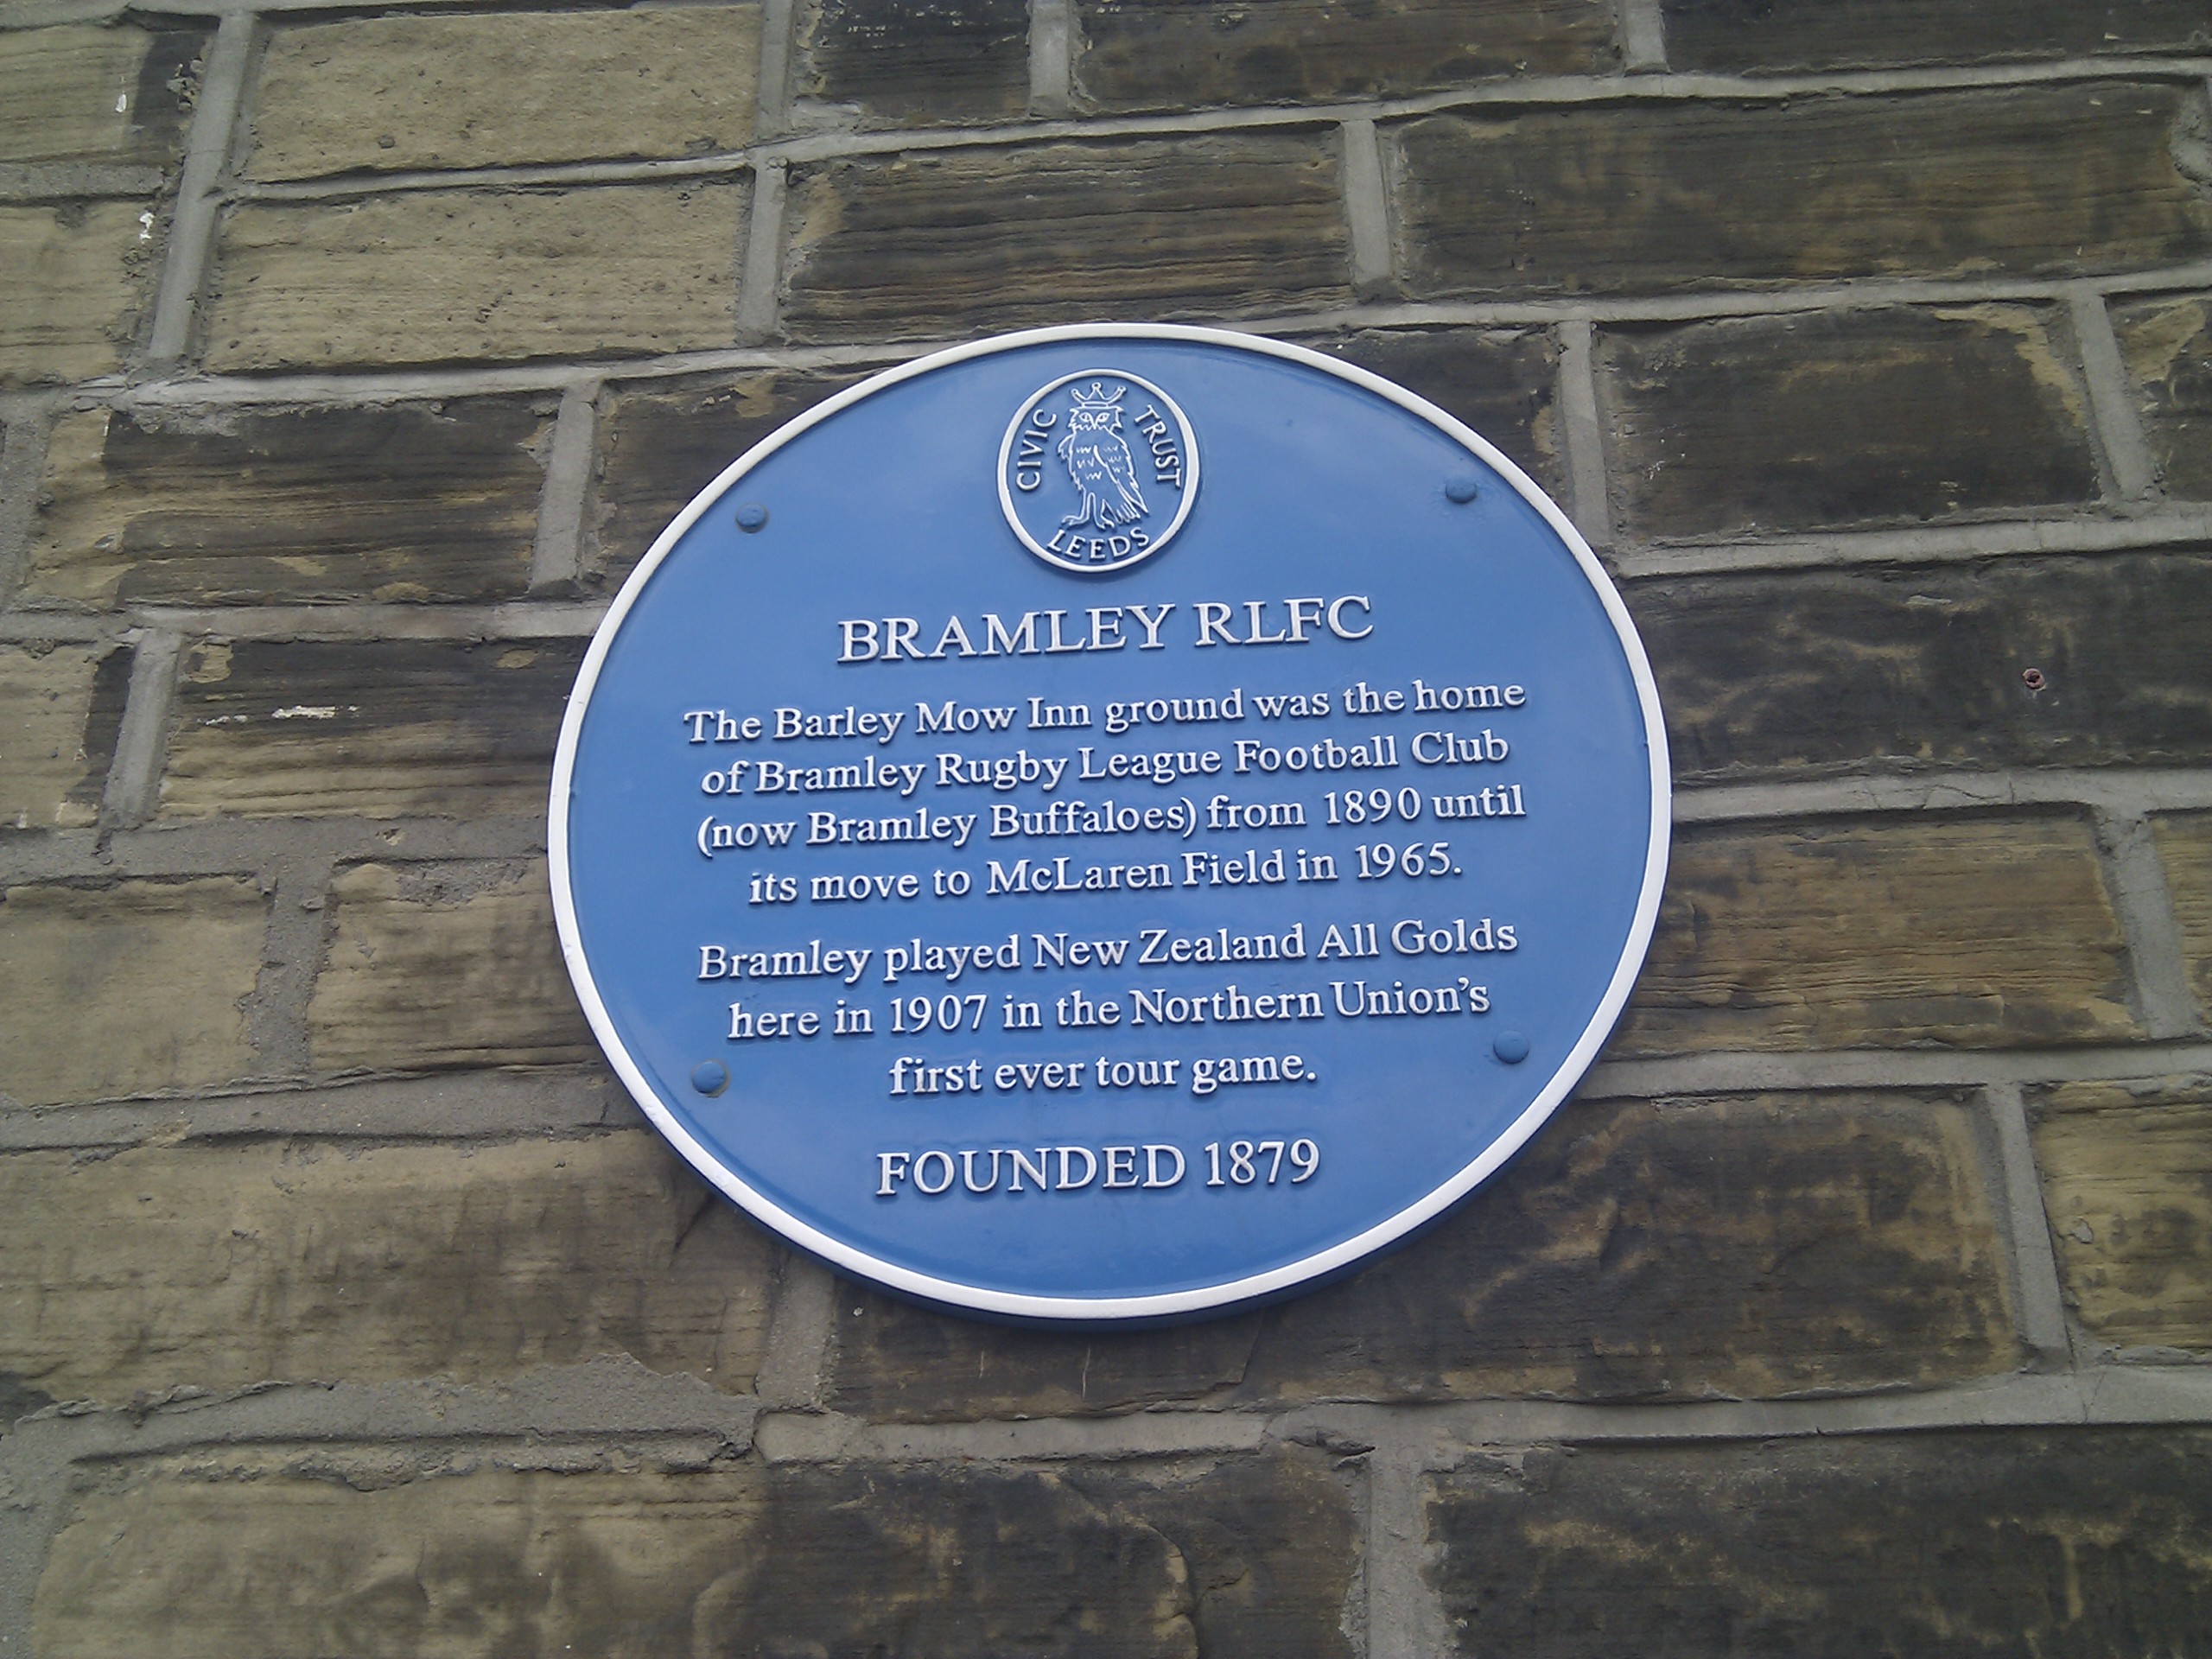 CIVIC TRUST
LEEDS
BRAMLEY RLFC
The Barley Mow Inn ground was the home
of Bramley Rugby League Football Club
(now Bramley Buffaloes) from 1890 until
its move to McLaren Field in 1965.
Bramley played New Zealand All Golds
here in 1907 in the Northern Union's
first ever tour game.
FOUNDED 1879